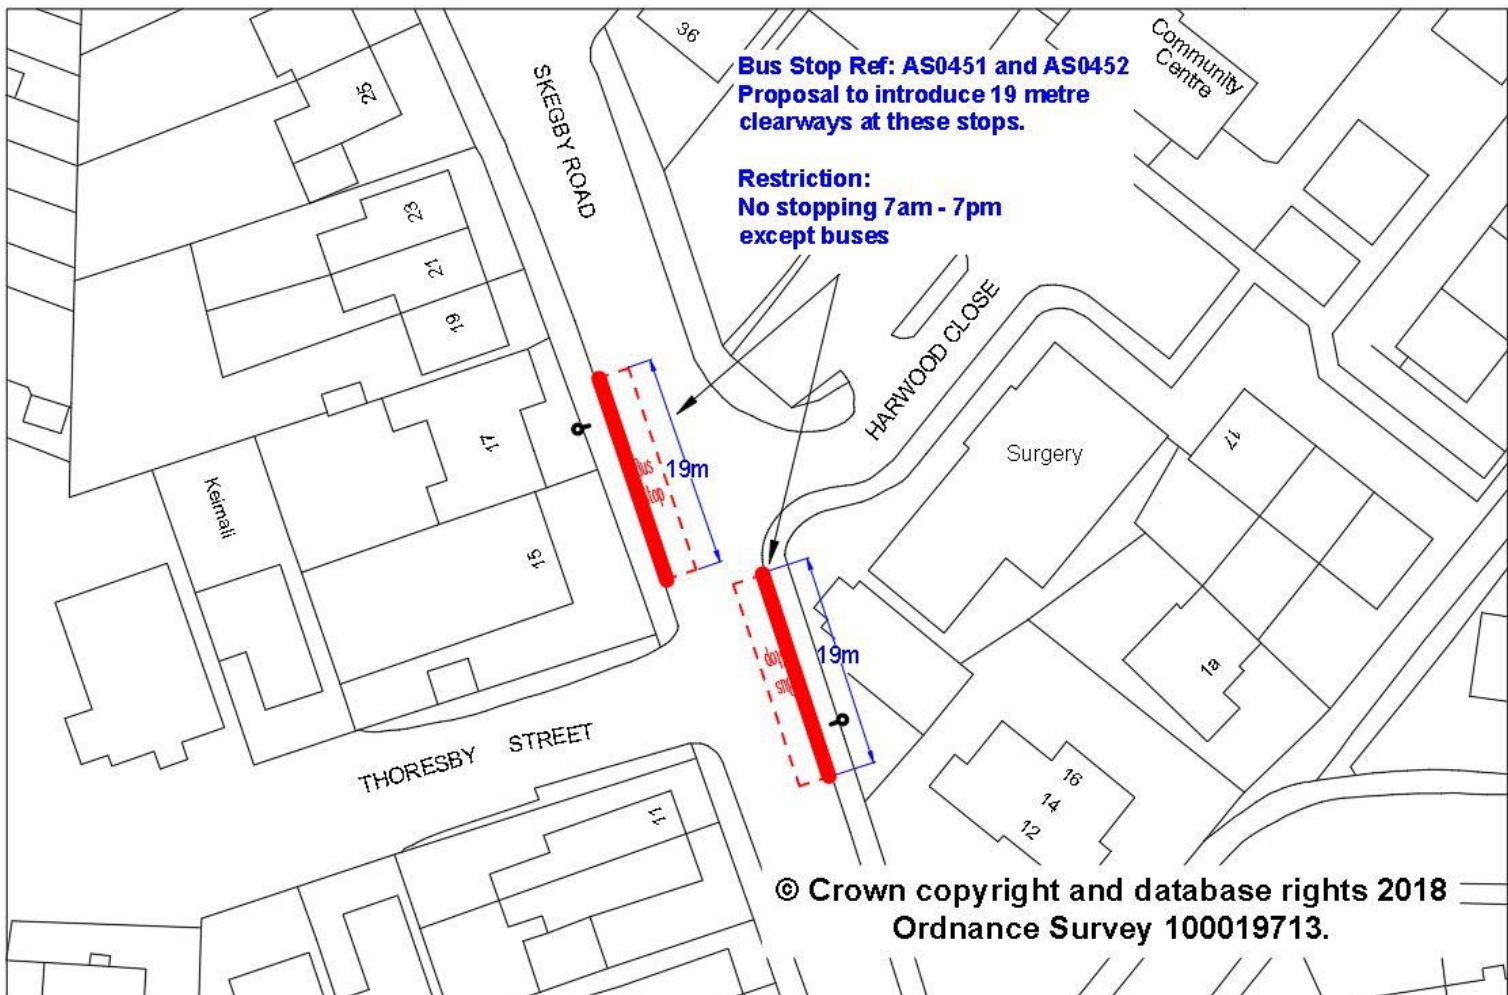 36
Community
Centre
Bus Stop Ref: AS0451 and AS0452
Proposal to introduce 19 metre
clearways at these stops.
Restriction:
No stopping 7am - 7pm
except buses
SKEGBY ROAD
25
23
21
19
HARWOOD CLOSE
17
Keimali
15
19m
Surgery
17
19m
1a
THORESBY STREET
11
16
14
12
© Crown copyright and database rights 2018
Ordnance Survey 100019713.